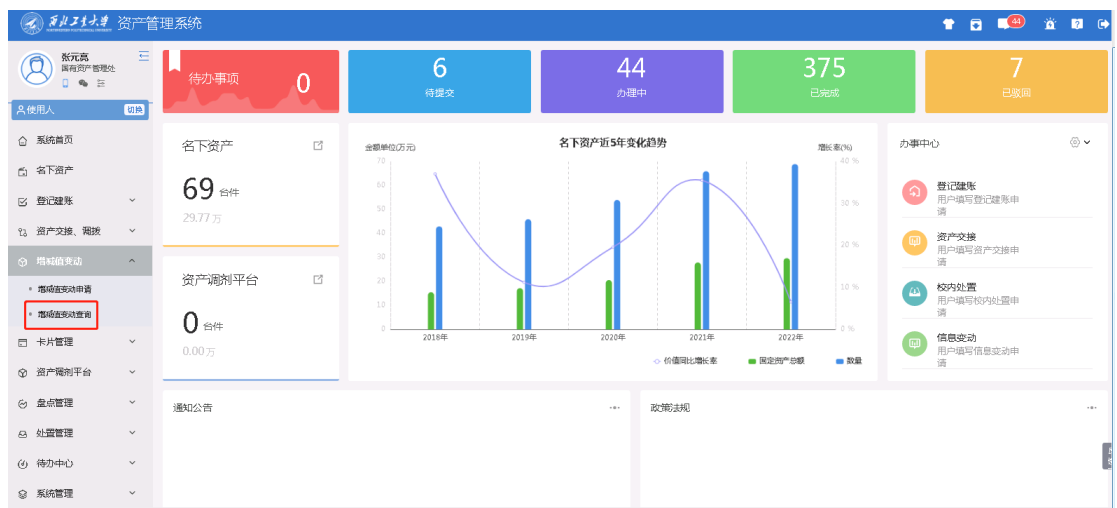 西北工业大学 资产管理系统
44
张元亮
国有资产管理处
使用人
切换
系统首页
名下资产
登记建账
资产交接、调拨
增减值变动
增减值变动申请
增减值变动查询
卡片管理
资产调剂平台
盘点管理
处置管理
待办中心
系统管理
待办事项
0
6
待提交
44
办理中
375
已完成
7
已驳回
名下资产
69 台件
29.77 万
资产调剂平台
0 台件
0.00 万
名下资产近5年变化趋势
金额单位(万元)
增长率(%)
70
60
50
40
30
20
10
0
40 %
30 %
20 %
10 %
0 %
2018年
2019年
2020年
2021年
2022年
价值同比增长率
固定资产总额
数量
办事中心
登记建账
用户填写登记建账申
请
资产交接
用户填写资产交接申
请
校内处置
用户填写校内处置申
请
信息变动
用户填写信息变动申
请
通知公告
政策法规